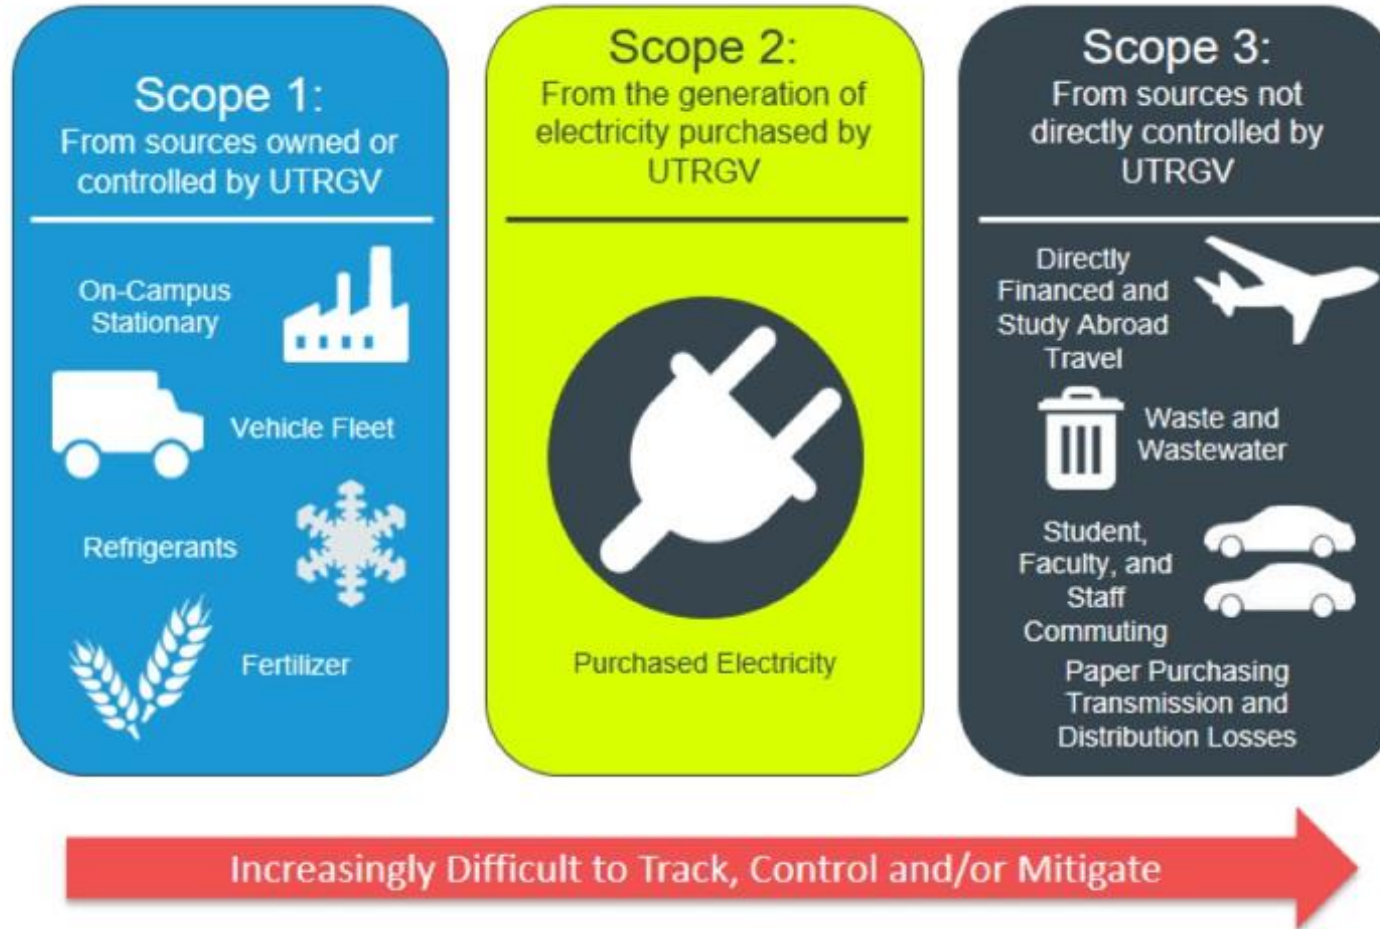 Scope 1:
From sources owned or
controlled by UTRGV
On-Campus
Stationary
Vehicle Fleet
Refrigerants
Fertilizer
Scope 2:
From the generation of
electricity purchased by
UTRGV
Purchased Electricity
Scope 3:
From sources not
directly controlled by
UTRGV
Directly
Financed and
Study Abroad
Travel
Waste and
Wastewater
Student,
Faculty, and
Staff
Commuting
Paper Purchasing
Transmission and
Distribution Losses
Increasingly Difficult to Track, Control and/or Mitigate